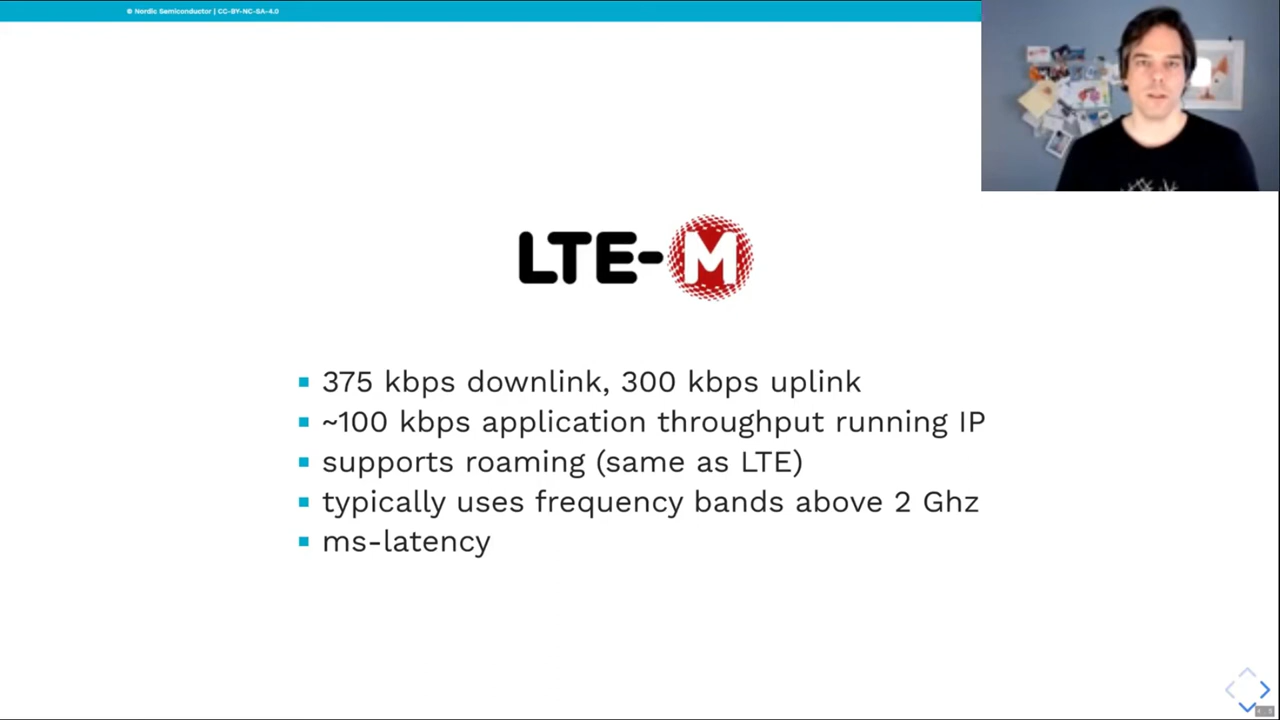 © Nordic Semiconductor | CC-BY-NC-SA-4.0
LTE-M
375 kbps downlink, 300 kbps uplink
~100 kbps application throughput running IP
supports roaming (same as LTE)
typically uses frequency bands above 2 Ghz
ms-latency